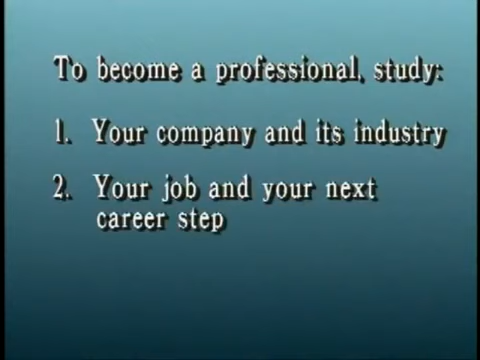 To become a professional, study:
1. Your company and its industry
2. Your job and your next
career step